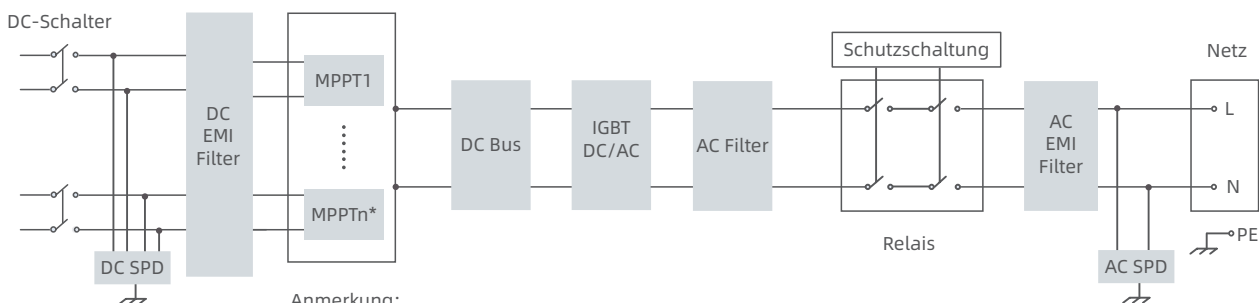 DC-Schalter
DC
EMI
Filter
DC SPD
MPPT1
MPPTn*
Anmerkung:
DC Bus
IGBT
DC/AC
AC Filter
Schutzschaltung
Relais
AC
EMI
Filter
AC SPD
Netz
L
N
PE